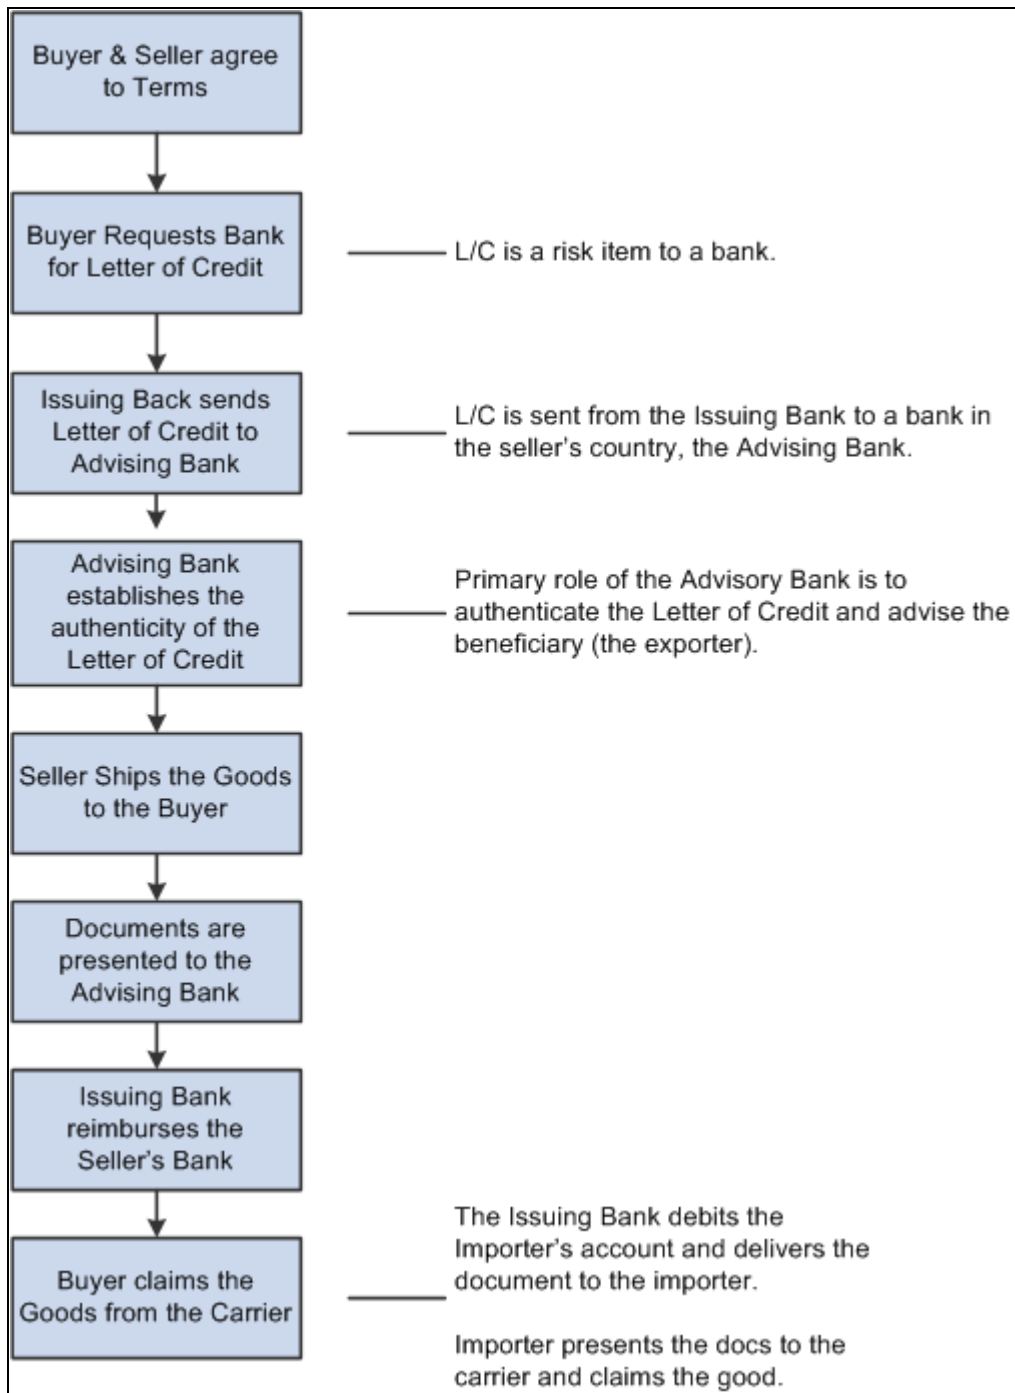 Buyer & Seller agree
to Terms
Buyer Requests Bank
for Letter of Credit
L/C is a risk item to a bank.
Issuing Back sends
Letter of Credit to
Advising Bank
L/C is sent from the Issuing Bank to a bank in
the seller's country, the Advising Bank.
Advising Bank
establishes the
authenticity of the
Letter of Credit
Primary role of the Advisory Bank is to
authenticate the Letter of Credit and advise the
beneficiary (the exporter).
Seller Ships the Goods
to the Buyer
Documents are
presented to the
Advising Bank
Issuing Bank
reimburses the
Seller's Bank
Buyer claims the
Goods from the Carrier
The Issuing Bank debits the
Importer's account and delivers the
document to the importer.
Importer presents the docs to the
carrier and claims the good.